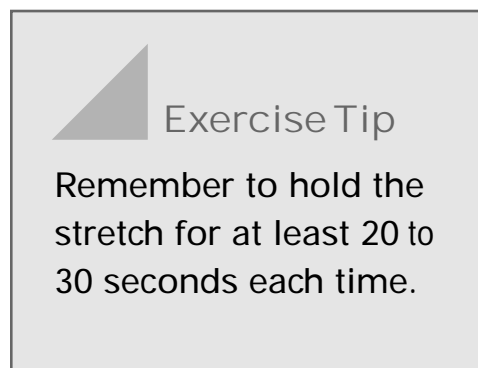 Exercise Tip
Remember to hold the
stretch for at least 20 to
30 seconds each time.